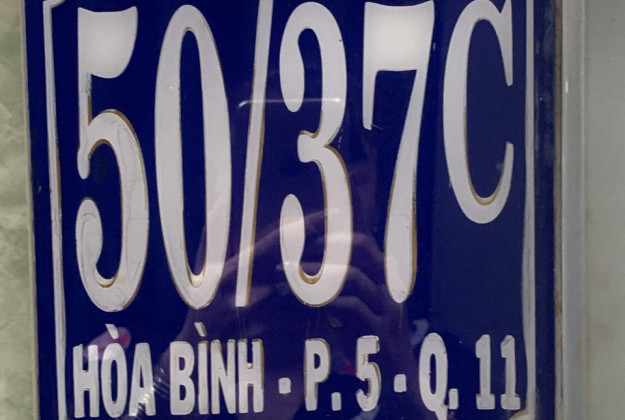 50/37C
HÒA BÌNH - P. 5 - Q. 11